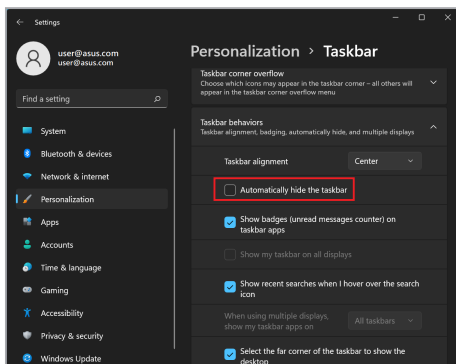 Settings
user@asus.com
user@asus.com
Find a setting
System
Bluetooth & devices
Network & internet
Personalization
Apps
Accounts
Time & language
Gaming
Accessibility
Privacy & security
Windows Update
Personalization > Taskbar
Taskbar corner overflow
Choose which icons may appear in the taskbar corner – all others will
appear in the taskbar corner overflow menu
Taskbar behaviors
Taskbar alignment, badging, automatically hide, and multiple displays
Taskbar alignment
Center
Automatically hide the taskbar
Show badges (unread messages counter) on
taskbar apps
Show my taskbar on all displays
Show recent searches when I hover over the search
icon
When using multiple displays,
show my taskbar apps on
All taskbars
Select the far corner of the taskbar to show the
desktop